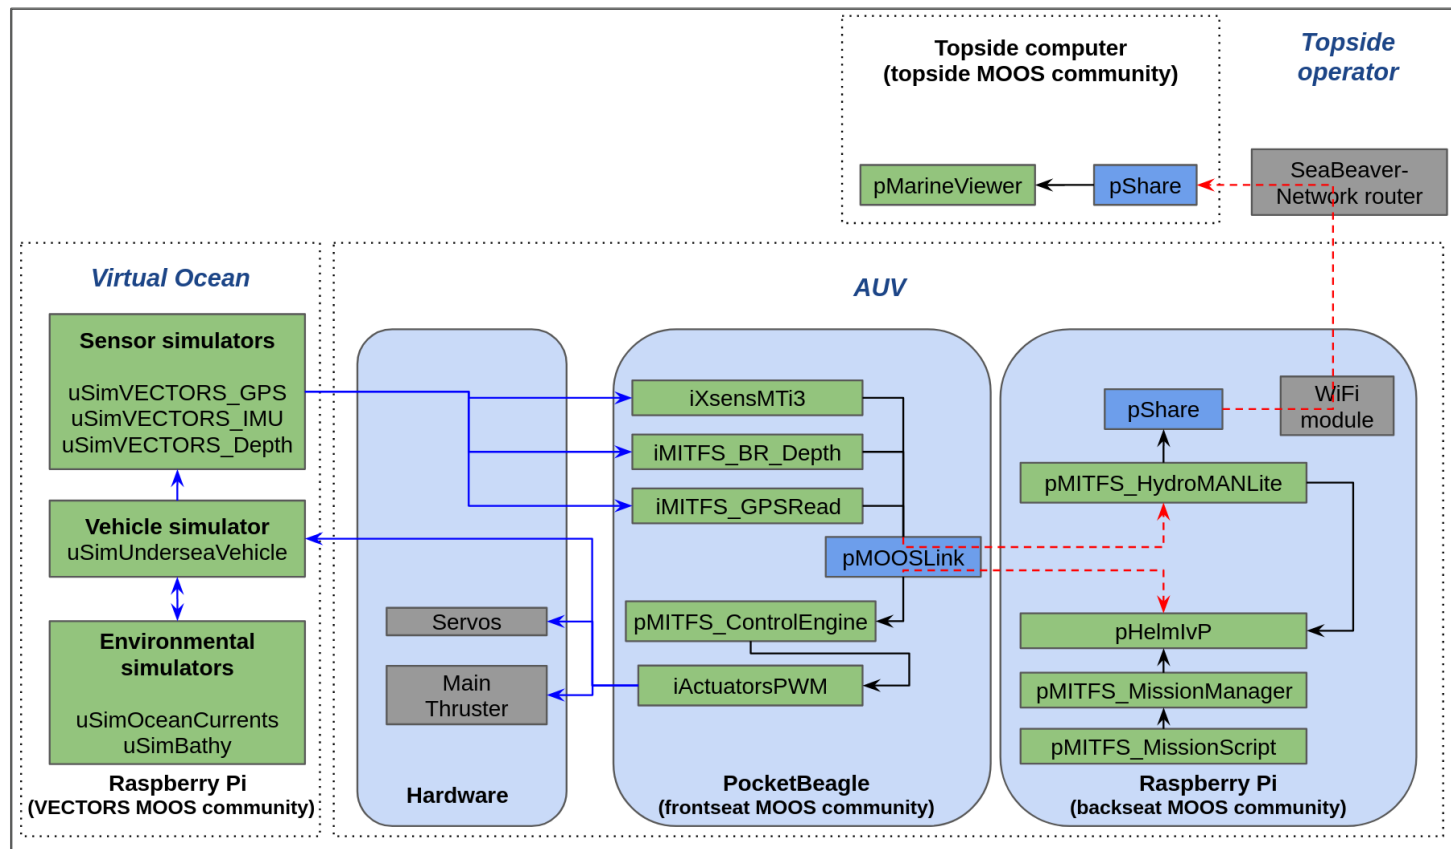 Topside computer
(topside MOOS community)
Topside
operator
pMarineViewer
pShare
SeaBeaver-
Network router
Virtual Ocean
Sensor simulators
uSimVECTORS_GPS
uSimVECTORS_IMU
uSimVECTORS_Depth
Vehicle simulator
uSimUnderseaVehicle
Environmental
simulators
uSimOceanCurrents
uSimBathy
Raspberry Pi
(VECTORS MOOS community)
AUV
Servos
Main
Thruster
Hardware
iXsensMTi3
iMITFS_BR_Depth
iMITFS_GPSRead
pMOOSLink
pMITFS_ControlEngine
iActuatorsPWM
PocketBeagle
(frontseat MOOS community)
WiFi
module
pShare
pMITFS_HydroMANLite
pHelmIvP
pMITFS_MissionManager
pMITFS_MissionScript
Raspberry Pi
(backseat MOOS community)